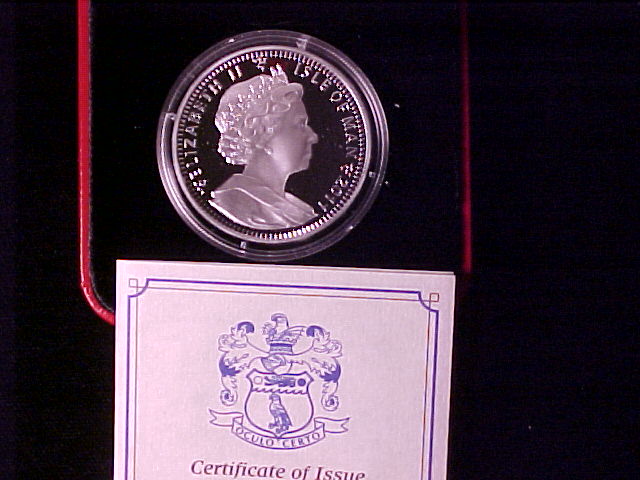 ELIZABETH II ISLE OF MAN 2011
OCULO CERTO
Certificate of Issue